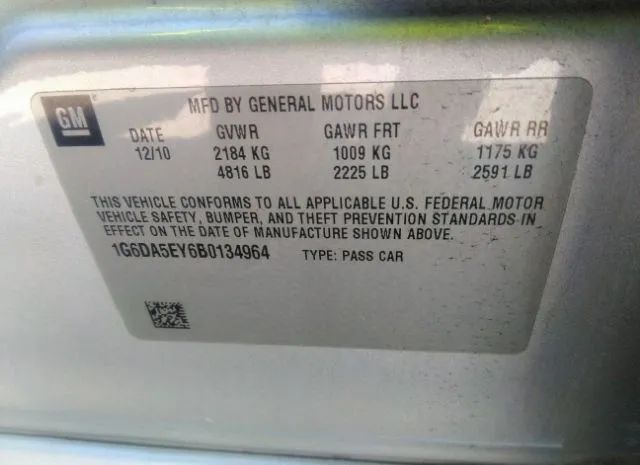 GM
MFD BY GENERAL MOTORS LLC
DATE GVWR GAWR FRT GAWR RR
12/10 2184 KG 1009 KG 1175 KG
4816 LB 2225 LB 2591 LB
THIS VEHICLE CONFORMS TO ALL APPLICABLE U.S. FEDERAL MOTOR
VEHICLE SAFETY, BUMPER, AND THEFT PREVENTION STANDARDS IN
EFFECT ON THE DATE OF MANUFACTURE SHOWN ABOVE.
1G6DA5EY6B0134964 TYPE: PASS CAR